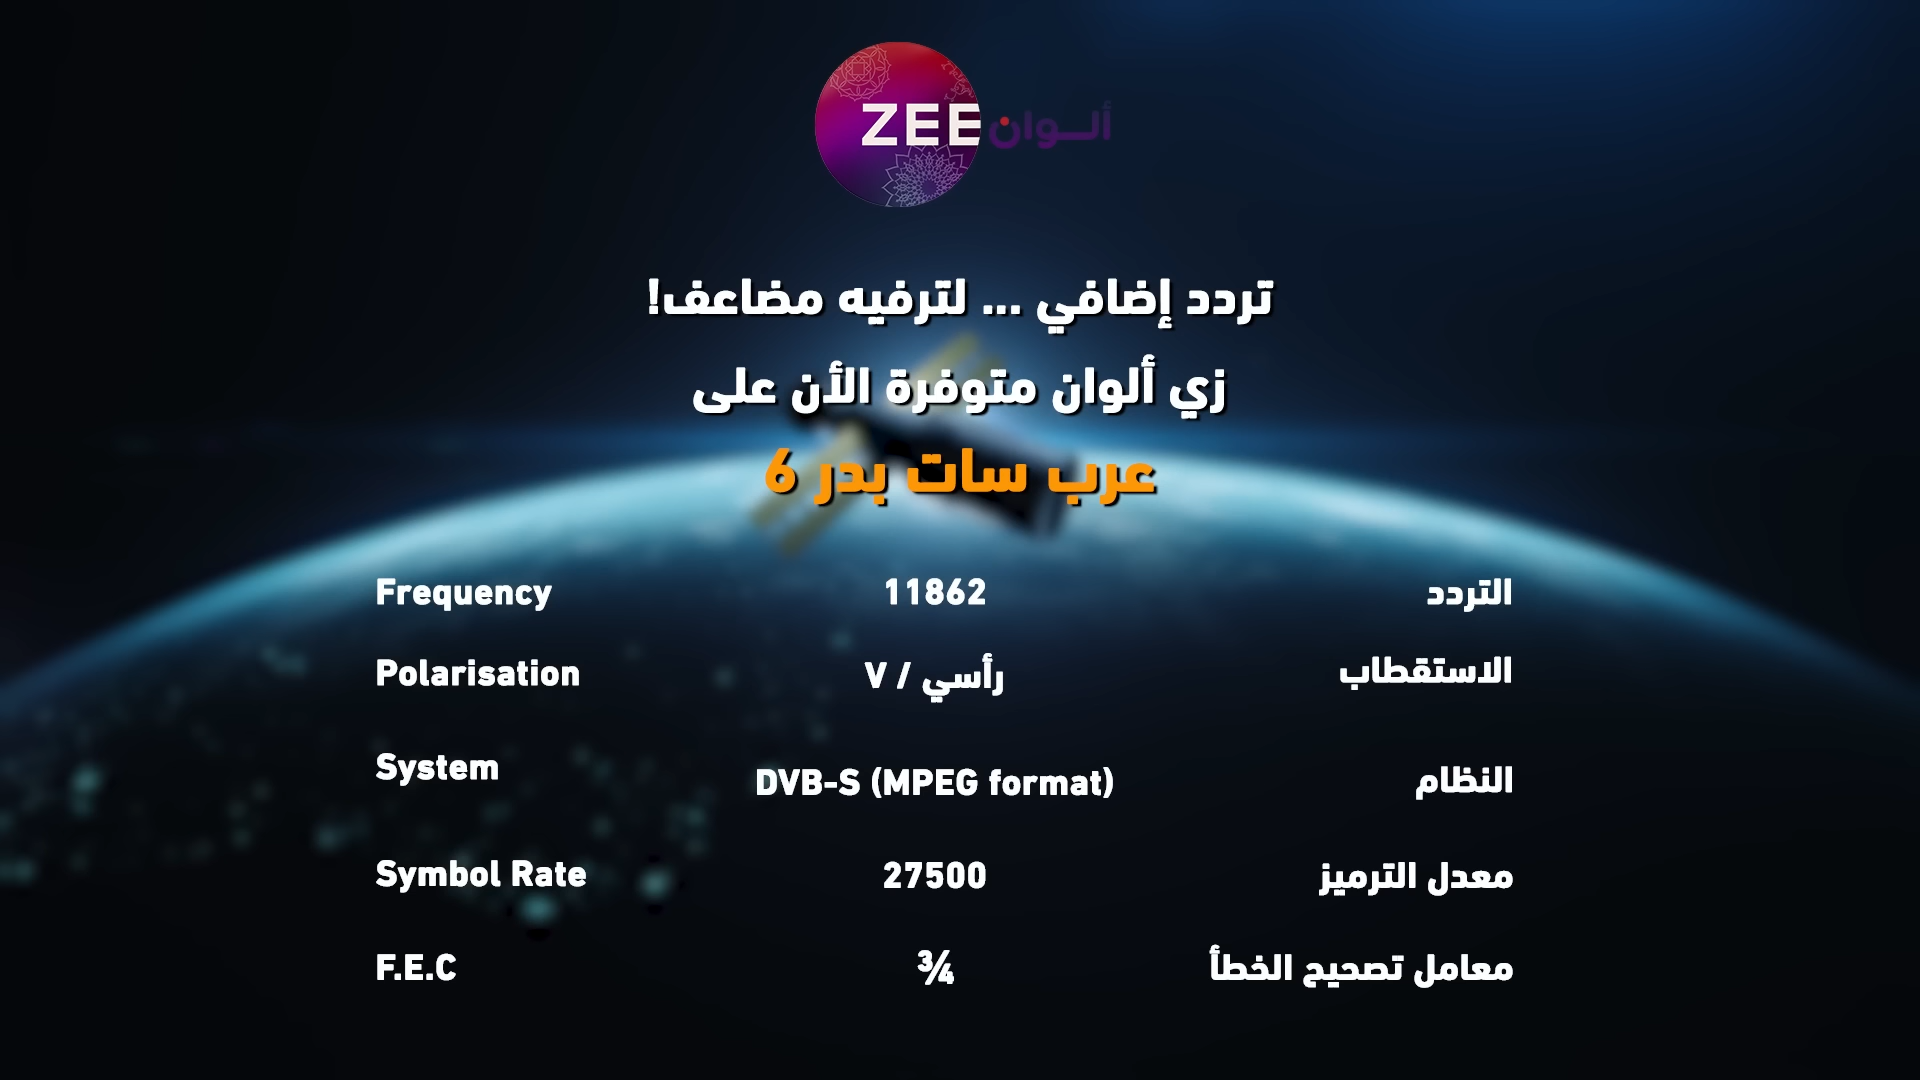 ZEE ألوان
تردد إضافي ... لترفيه مضاعف!
زي ألوان متوفرة الأن على
عرب سات بدر 6
Frequency 11862 التردد
Polarisation رأسي / V الاستقطاب
System DVB-S (MPEG format) النظام
Symbol Rate 27500 معدل الترميز
F.E.C ¾ معامل تصحيح الخطأ